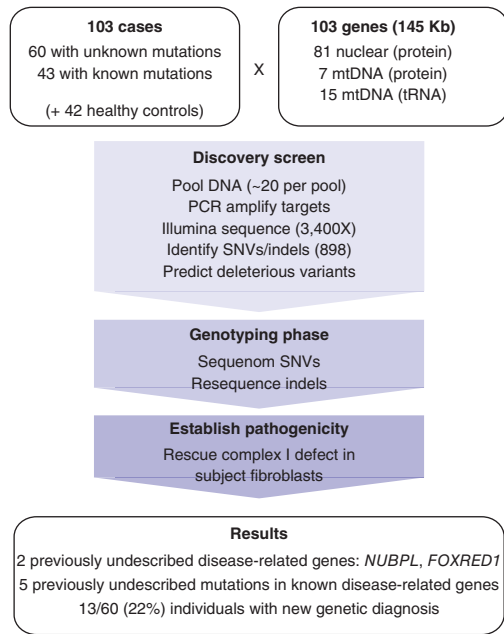 103 cases
60 with unknown mutations
43 with known mutations
(+ 42 healthy controls)
X
103 genes (145 Kb)
81 nuclear (protein)
7 mtDNA (protein)
15 mtDNA (tRNA)
Discovery screen
Pool DNA (~20 per pool)
PCR amplify targets
Illumina sequence (3,400X)
Identify SNVs/indels (898)
Predict deleterious variants
Genotyping phase
Sequenom SNVs
Resequence indels
Establish pathogenicity
Rescue complex I defect in
subject fibroblasts
Results
2 previously undescribed disease-related genes: NUBPL, FOXRED1
5 previously undescribed mutations in known disease-related genes
13/60 (22%) individuals with new genetic diagnosis